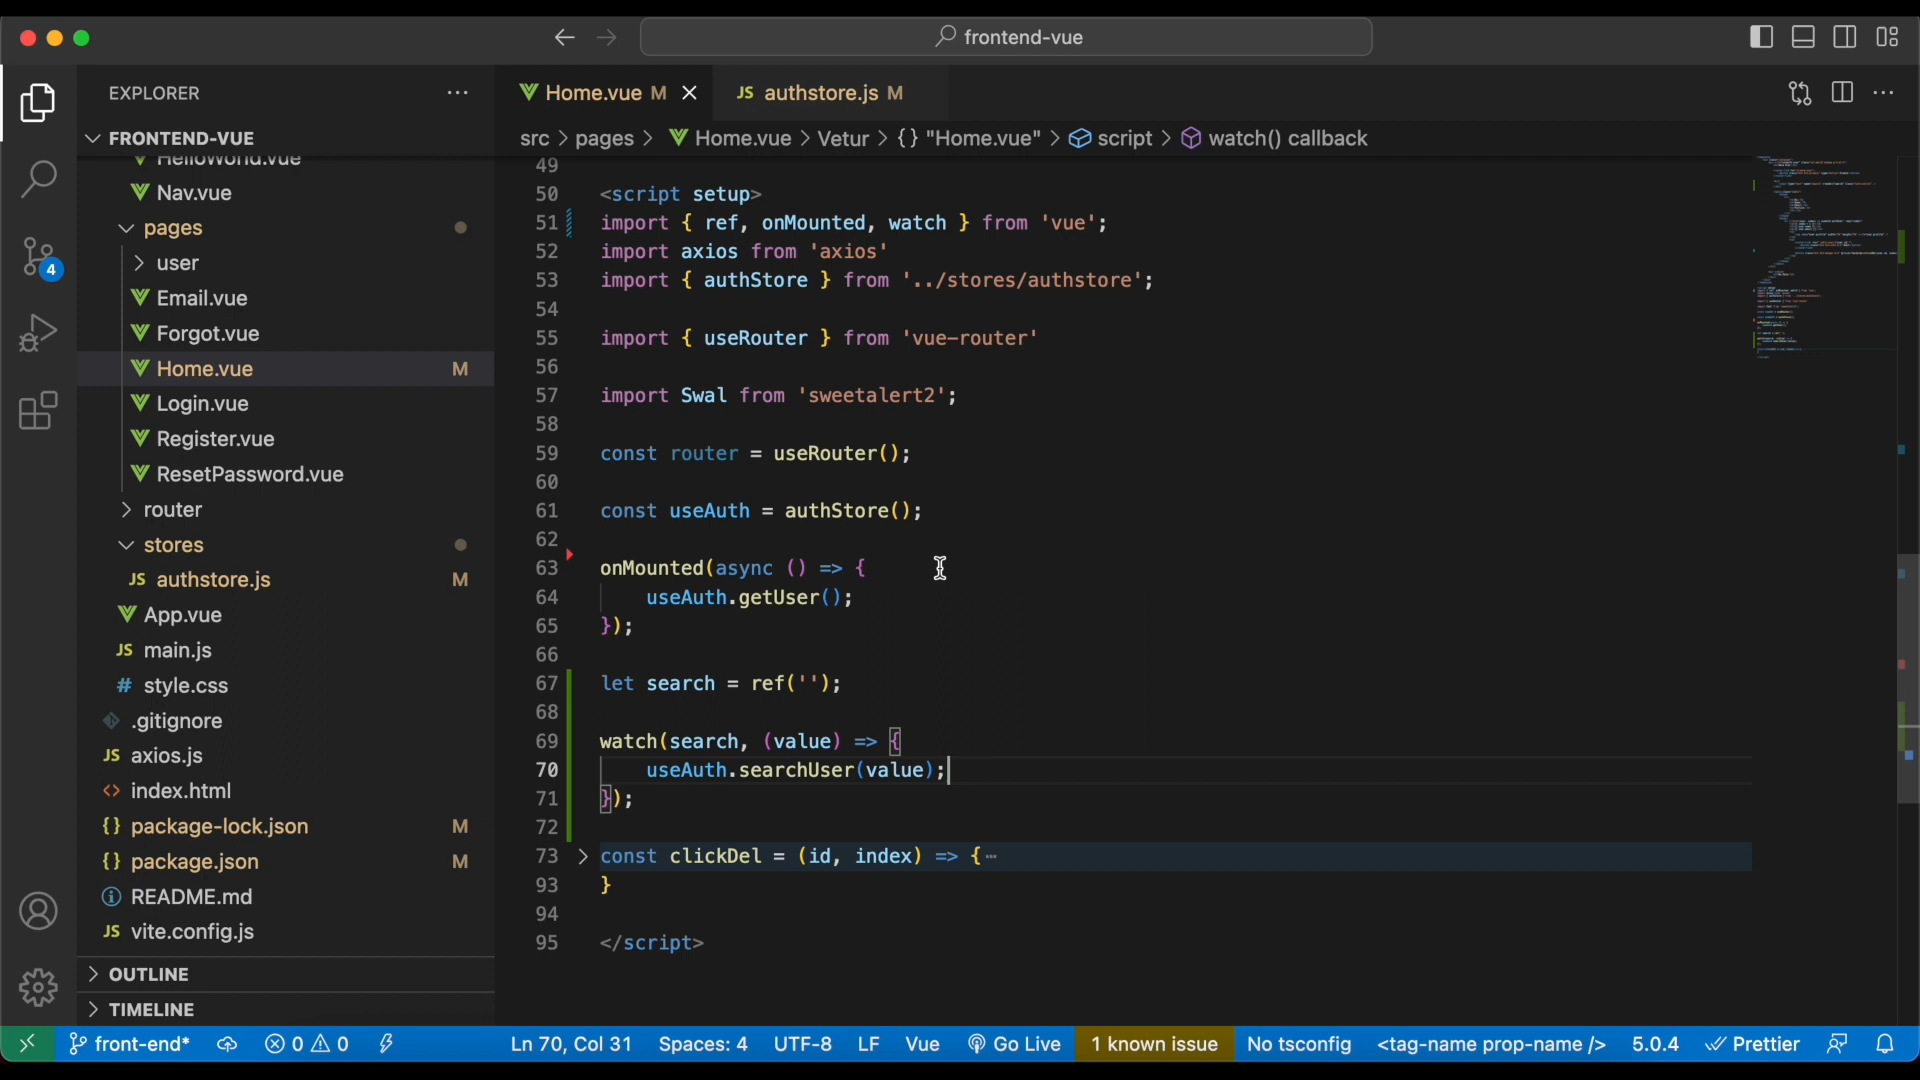 frontend-vue
EXPLORER
Home.vue M
JS authstore.js M
FRONTEND-VUE
src > pages > Home.vue > Vetur > {} "Home.vue" > script > watch() callback
HelloWorld.vue
Nav.vue
pages
user
Email.vue
Forgot.vue
Home.vue M
Login.vue
Register.vue
ResetPassword.vue
router
stores
JS authstore.js M
App.vue
JS main.js
# style.css
.gitignore
JS axios.js
<> index.html
{} package-lock.json M
{} package.json M
README.md
JS vite.config.js
OUTLINE
TIMELINE
4
49
50 <script setup>
51 import { ref, onMounted, watch } from 'vue';
52 import axios from 'axios'
53 import { authStore } from '../stores/authstore';
54
55 import { useRouter } from 'vue-router'
56
57 import Swal from 'sweetalert2';
58
59 const router = useRouter();
60
61 const useAuth = authStore();
62
63 onMounted(async () => {
64 useAuth.getUser();
65 });
66
67 let search = ref('');
68
69 watch(search, (value) => {
70 useAuth.searchUser(value);
71 });
72
73 > const clickDel = (id, index) => {⋯
93 }
94
95 </script>
front-end* 0 0 Ln 70, Col 31 Spaces: 4 UTF-8 LF Vue Go Live 1 known issue No tsconfig <tag-name prop-name /> 5.0.4 Prettier